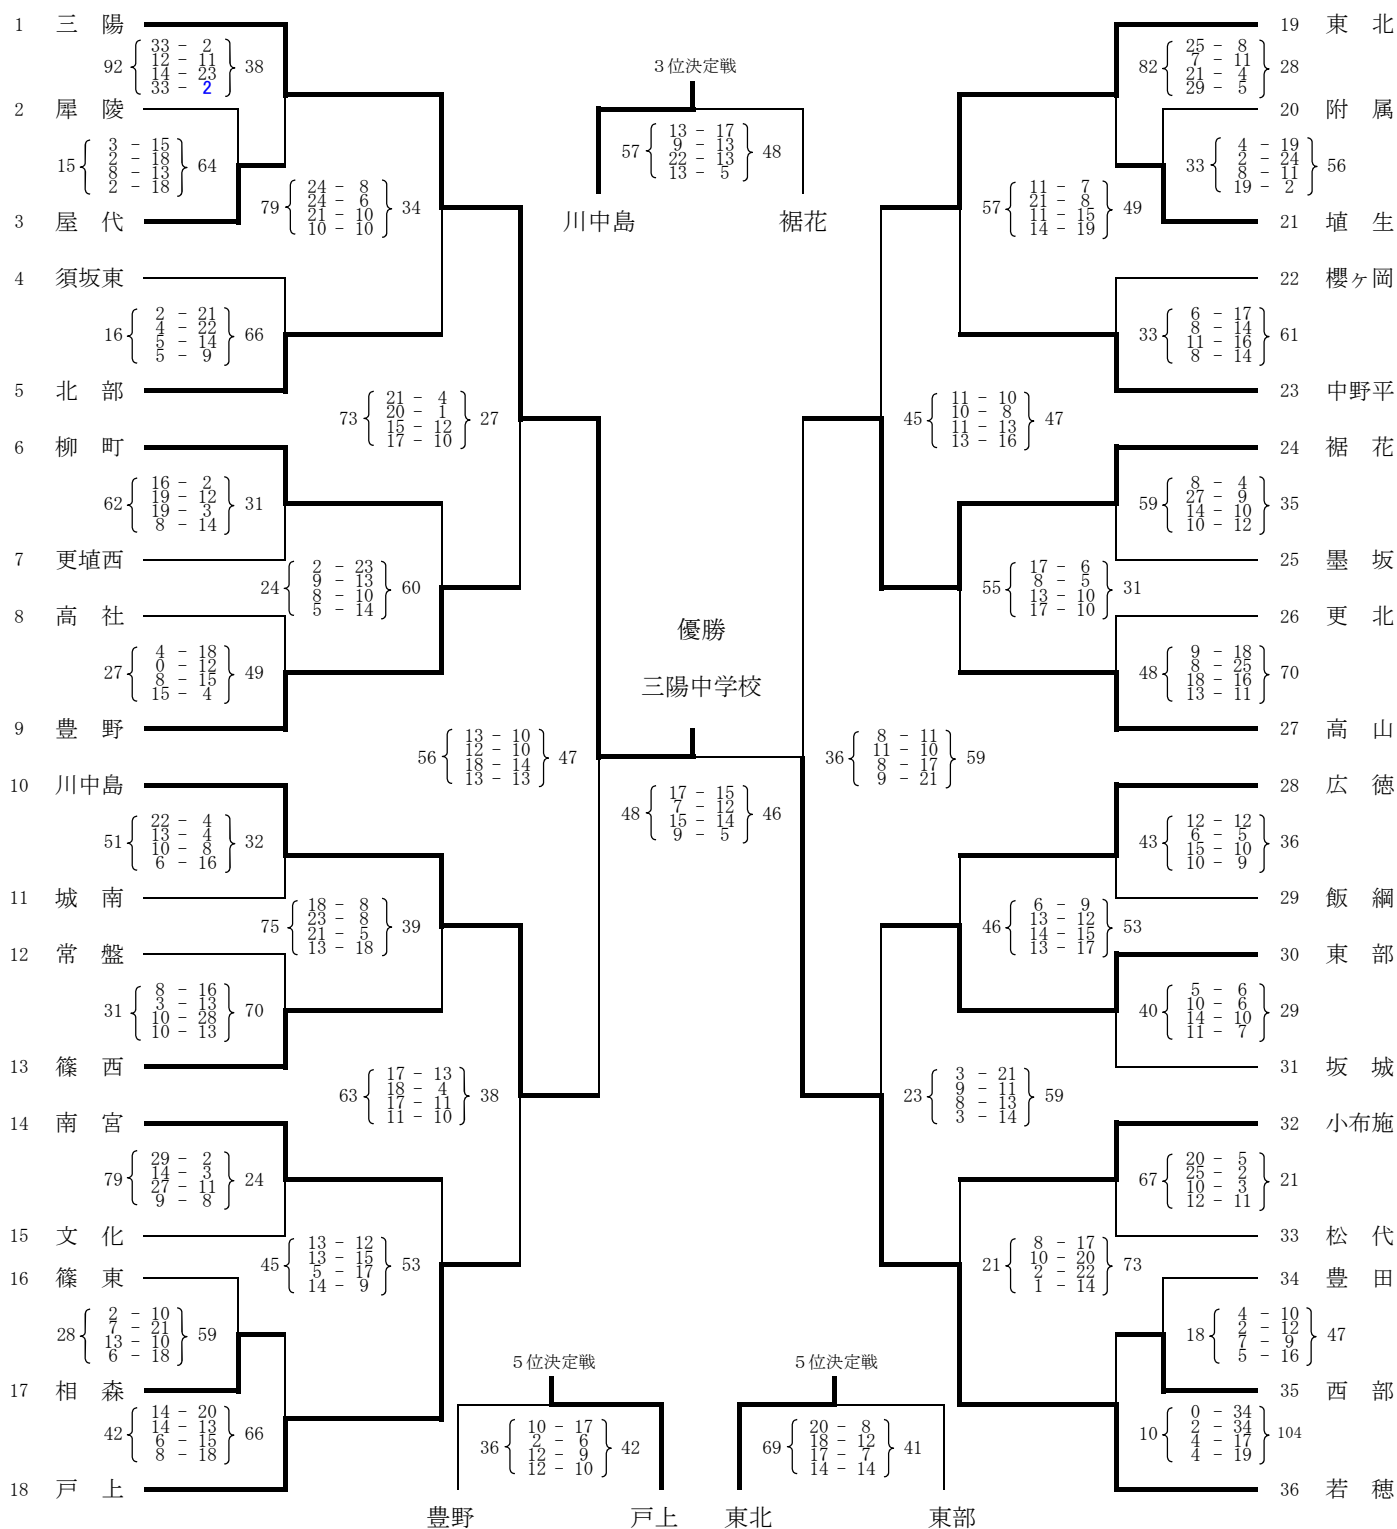 1 三 陽
92 33 - 2 38
12 - 11
14 - 23
33 - 2
2 犀 陵
15 3 - 15 64
2 - 18
8 - 13
2 - 18
3 屋 代
79 24 - 8 34
24 - 6
21 - 10
10 - 10
4 須坂東
16 2 - 21 66
4 - 22
5 - 14
5 - 9
5 北 部
73 21 - 4 27
20 - 1
15 - 12
17 - 10
6 柳 町
62 16 - 2 31
19 - 12
19 - 3
8 - 14
7 更埴西
24 2 - 23 60
9 - 13
8 - 10
5 - 14
8 高 社
27 4 - 18 49
0 - 12
8 - 15
15 - 4
9 豊 野
56 13 - 10 47
12 - 10
18 - 14
13 - 13
10 川中島
51 22 - 4 32
13 - 4
10 - 8
6 - 16
11 城 南
75 18 - 8 39
23 - 8
21 - 5
13 - 18
12 常 盤
31 8 - 16 70
3 - 13
10 - 28
10 - 13
13 篠 西
63 17 - 13 38
18 - 4
17 - 11
11 - 10
14 南 宮
79 29 - 2 24
14 - 3
27 - 11
9 - 8
15 文 化
45 13 - 12 53
13 - 15
5 - 17
14 - 9
16 篠 東
28 2 - 10 59
7 - 21
13 - 10
6 - 18
17 相 森
42 14 - 20 66
14 - 13
6 - 15
8 - 18
18 戸 上
3位決定戦
57 13 - 17 48
9 - 13
22 - 13
13 - 5
川中島 裾花
優勝
三陽中学校
48 17 - 15 46
7 - 12
15 - 14
9 - 5
5位決定戦
36 10 - 17 42
2 - 6
12 - 9
12 - 10
豊野 戸上
5位決定戦
69 20 - 8 41
18 - 12
17 - 7
14 - 14
東北 東部
19 東 北
82 25 - 8 28
7 - 11
21 - 4
29 - 5
20 附 属
33 4 - 19 56
2 - 24
8 - 11
19 - 2
57 11 - 7 49
21 - 8
11 - 15
14 - 19
21 埴 生
22 櫻ヶ岡
33 6 - 17 61
8 - 14
11 - 16
8 - 14
23 中野平
45 11 - 10 47
10 - 8
11 - 13
13 - 16
24 裾 花
59 8 - 4 35
27 - 9
14 - 10
10 - 12
25 墨 坂
55 17 - 6 31
8 - 5
13 - 10
17 - 10
26 更 北
48 9 - 18 70
8 - 25
18 - 16
13 - 11
27 高 山
36 8 - 11 59
11 - 10
8 - 17
9 - 21
28 広 徳
43 12 - 12 36
6 - 5
15 - 10
10 - 9
29 飯 綱
46 6 - 9 53
13 - 12
14 - 15
13 - 17
30 東 部
40 5 - 6 29
10 - 6
14 - 10
11 - 7
31 坂 城
23 3 - 21 59
9 - 11
8 - 13
3 - 14
32 小布施
67 20 - 5 21
25 - 2
10 - 3
12 - 11
33 松 代
21 8 - 17 73
10 - 20
2 - 22
1 - 14
34 豊 田
18 4 - 10 47
2 - 12
7 - 9
5 - 16
35 西 部
10 0 - 34 104
2 - 34
4 - 17
4 - 19
36 若 穂